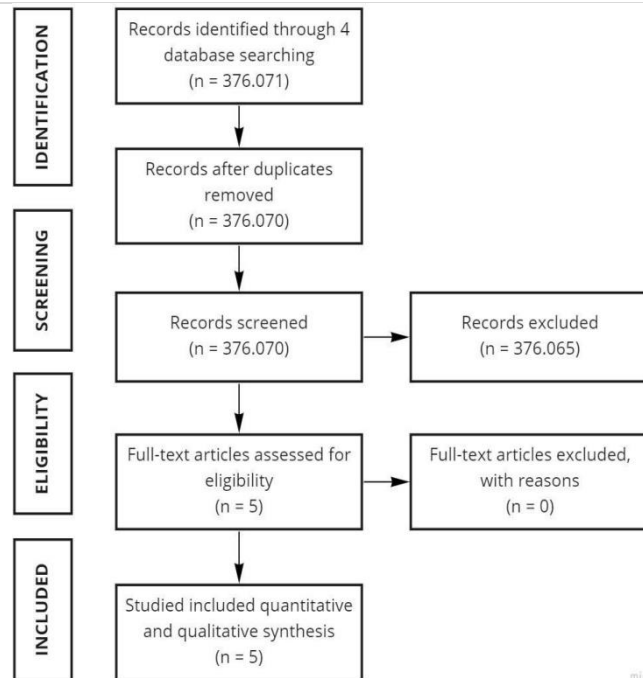 IDENTIFICATION
Records identified through 4
database searching
(n = 376.071)
Records after duplicates
removed
(n = 376.070)
SCREENING
Records screened
(n = 376.070)
Records excluded
(n = 376.065)
ELIGIBILITY
Full-text articles assessed for
eligibility
(n = 5)
Full-text articles excluded,
with reasons
(n = 0)
INCLUDED
Studied included quantitative
and qualitative synthesis
(n = 5)